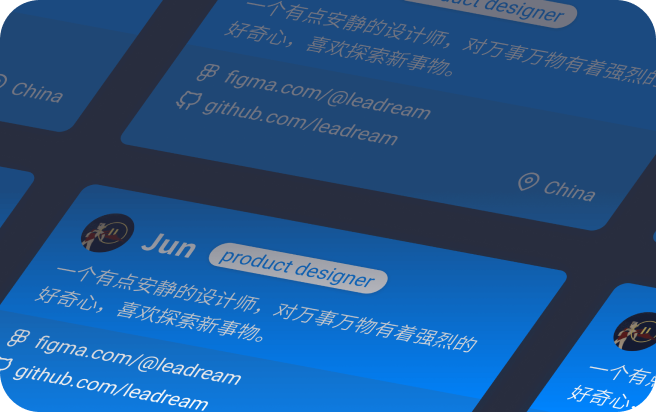 product designer
一个有点安静的设计师，对万事万物有着强烈的
好奇心，喜欢探索新事物。
China
figma.com/@leadream
github.com/leadream
China
Jun
product designer
一个有点安静的设计师，对万事万物有着强烈的
好奇心，喜欢探索新事物。
figma.com/@leadream
github.com/leadream
一个有点
好奇心，